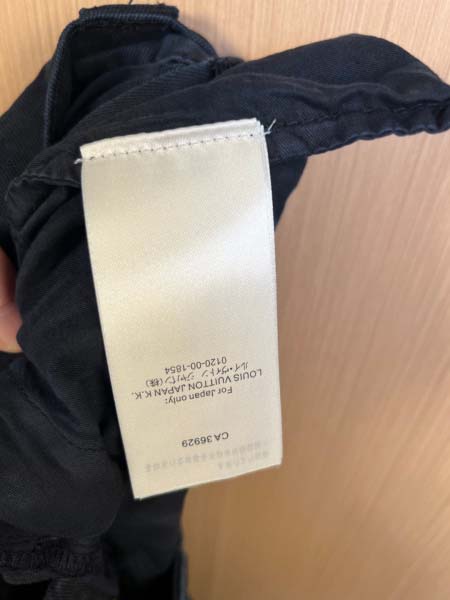 CA 36929
For Japan only:
LOUIS VUITTON JAPAN K.K.
ルイ・ヴィトン ジャパン(株)
0120-00-1854